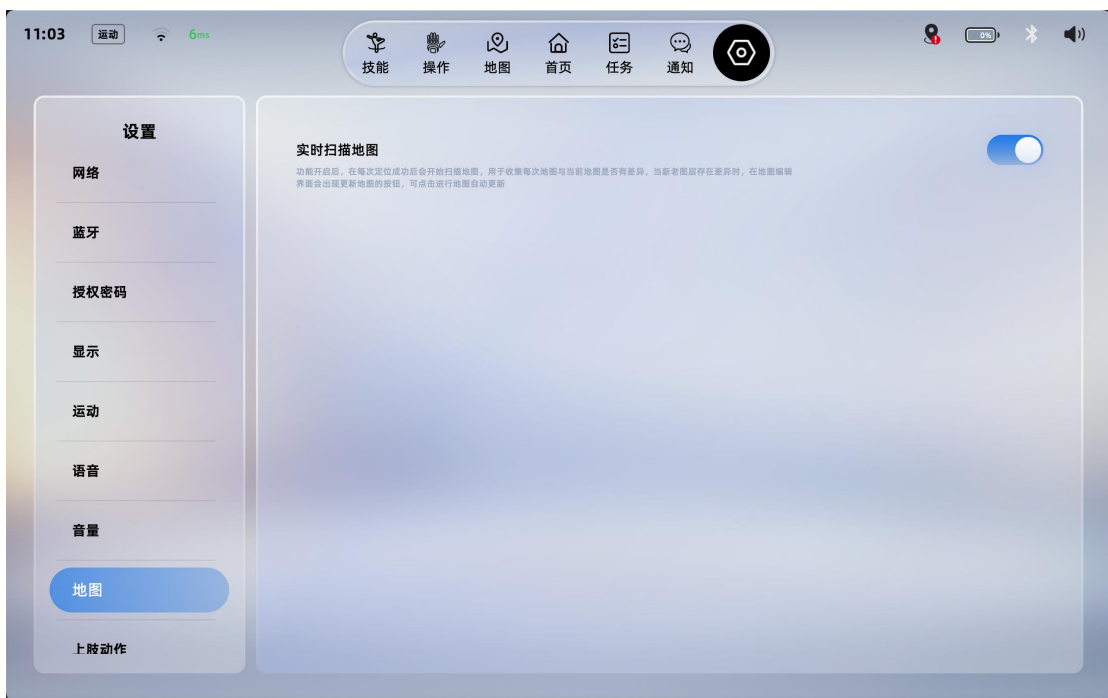 11:03 运动 6ms
技能 操作 地图 首页 任务 通知
0%
设置
网络
蓝牙
授权密码
显示
运动
语音
音量
地图
上肢动作
实时扫描地图
功能开启后，在每次定位成功后会开始扫描地图，用于收集每次地图与当前地图是否有差异，当新老图层存在差异时，在地图编辑
界面会出现更新地图的按钮，可点击进行地图自动更新